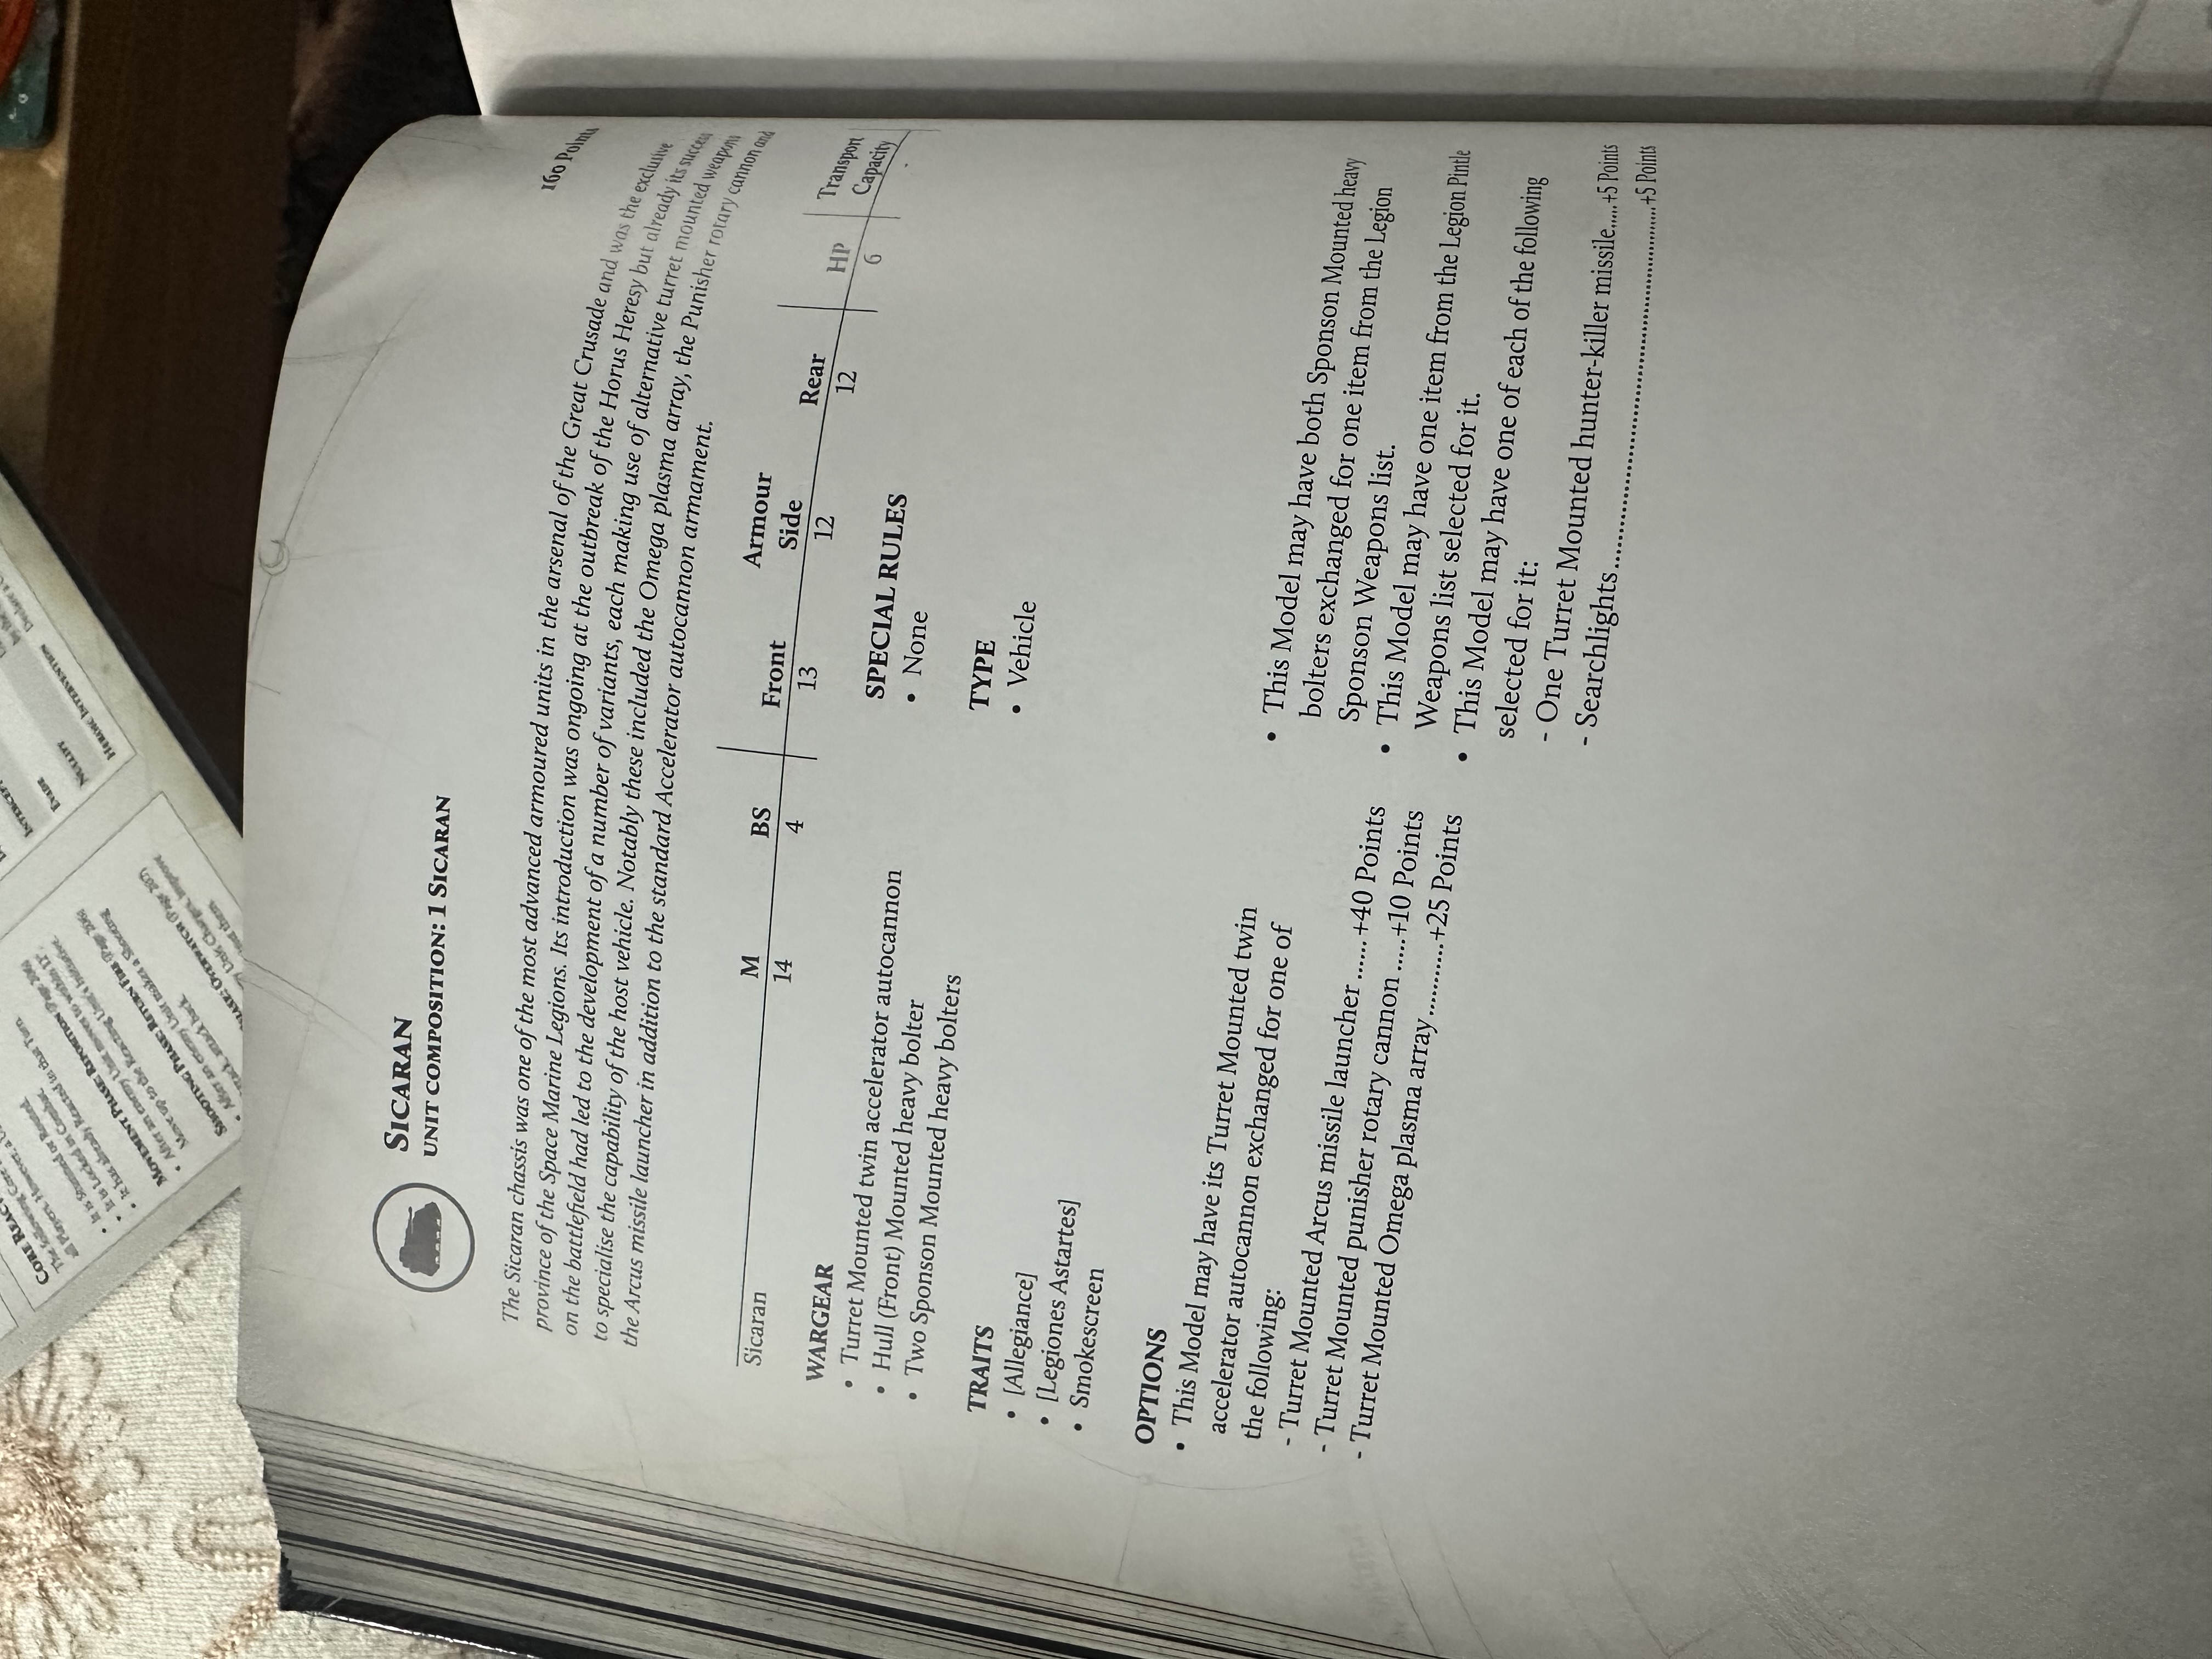 CORE REAC
The following Core
all Players. However, a U
• It is Stunned or Routed.
• It is Locked in Combat.
• It has already Reacted in that Turn.
MOVEMENT PHASE: REPOSITION (Page 206)
• After an enemy Unit moves to within 12",
Move up to the Reacting Unit's Initiative.
SHOOTING PHASE: RETURN FIRE (Page 206)
• After an enemy Unit makes a Shooting
attack back.
PHASE: OVERWATCH (Page 207)
Unit Charges, improve
them.
INTERCEPT
EVADE
NULLIFY
HEROIC INTERVENTION
Declare a C
SICARAN
UNIT COMPOSITION: 1 SICARAN
160 Points
The Sicaran chassis was one of the most advanced armoured units in the arsenal of the Great Crusade and was the exclusive
province of the Space Marine Legions. Its introduction was ongoing at the outbreak of the Horus Heresy but already its success
on the battlefield had led to the development of a number of variants, each making use of alternative turret mounted weapons
to specialise the capability of the host vehicle. Notably these included the Omega plasma array, the Punisher rotary cannon and
the Arcus missile launcher in addition to the standard Accelerator autocannon armament.
Armour
M BS Front Side Rear HP Transport Capacity
Sicaran 14 4 13 12 12 6 -
WARGEAR
• Turret Mounted twin accelerator autocannon
• Hull (Front) Mounted heavy bolter
• Two Sponson Mounted heavy bolters
TRAITS
• [Allegiance]
• [Legiones Astartes]
• Smokescreen
SPECIAL RULES
• None
TYPE
• Vehicle
OPTIONS
• This Model may have its Turret Mounted twin
accelerator autocannon exchanged for one of
the following:
- Turret Mounted Arcus missile launcher ......+40 Points
- Turret Mounted punisher rotary cannon .....+10 Points
- Turret Mounted Omega plasma array...........+25 Points
• This Model may have both Sponson Mounted heavy
bolters exchanged for one item from the Legion
Sponson Weapons list.
• This Model may have one item from the Legion Pintle
Weapons list selected for it.
• This Model may have one of each of the following
selected for it:
- One Turret Mounted hunter-killer missile.....+5 Points
- Searchlights....................................................+5 Points